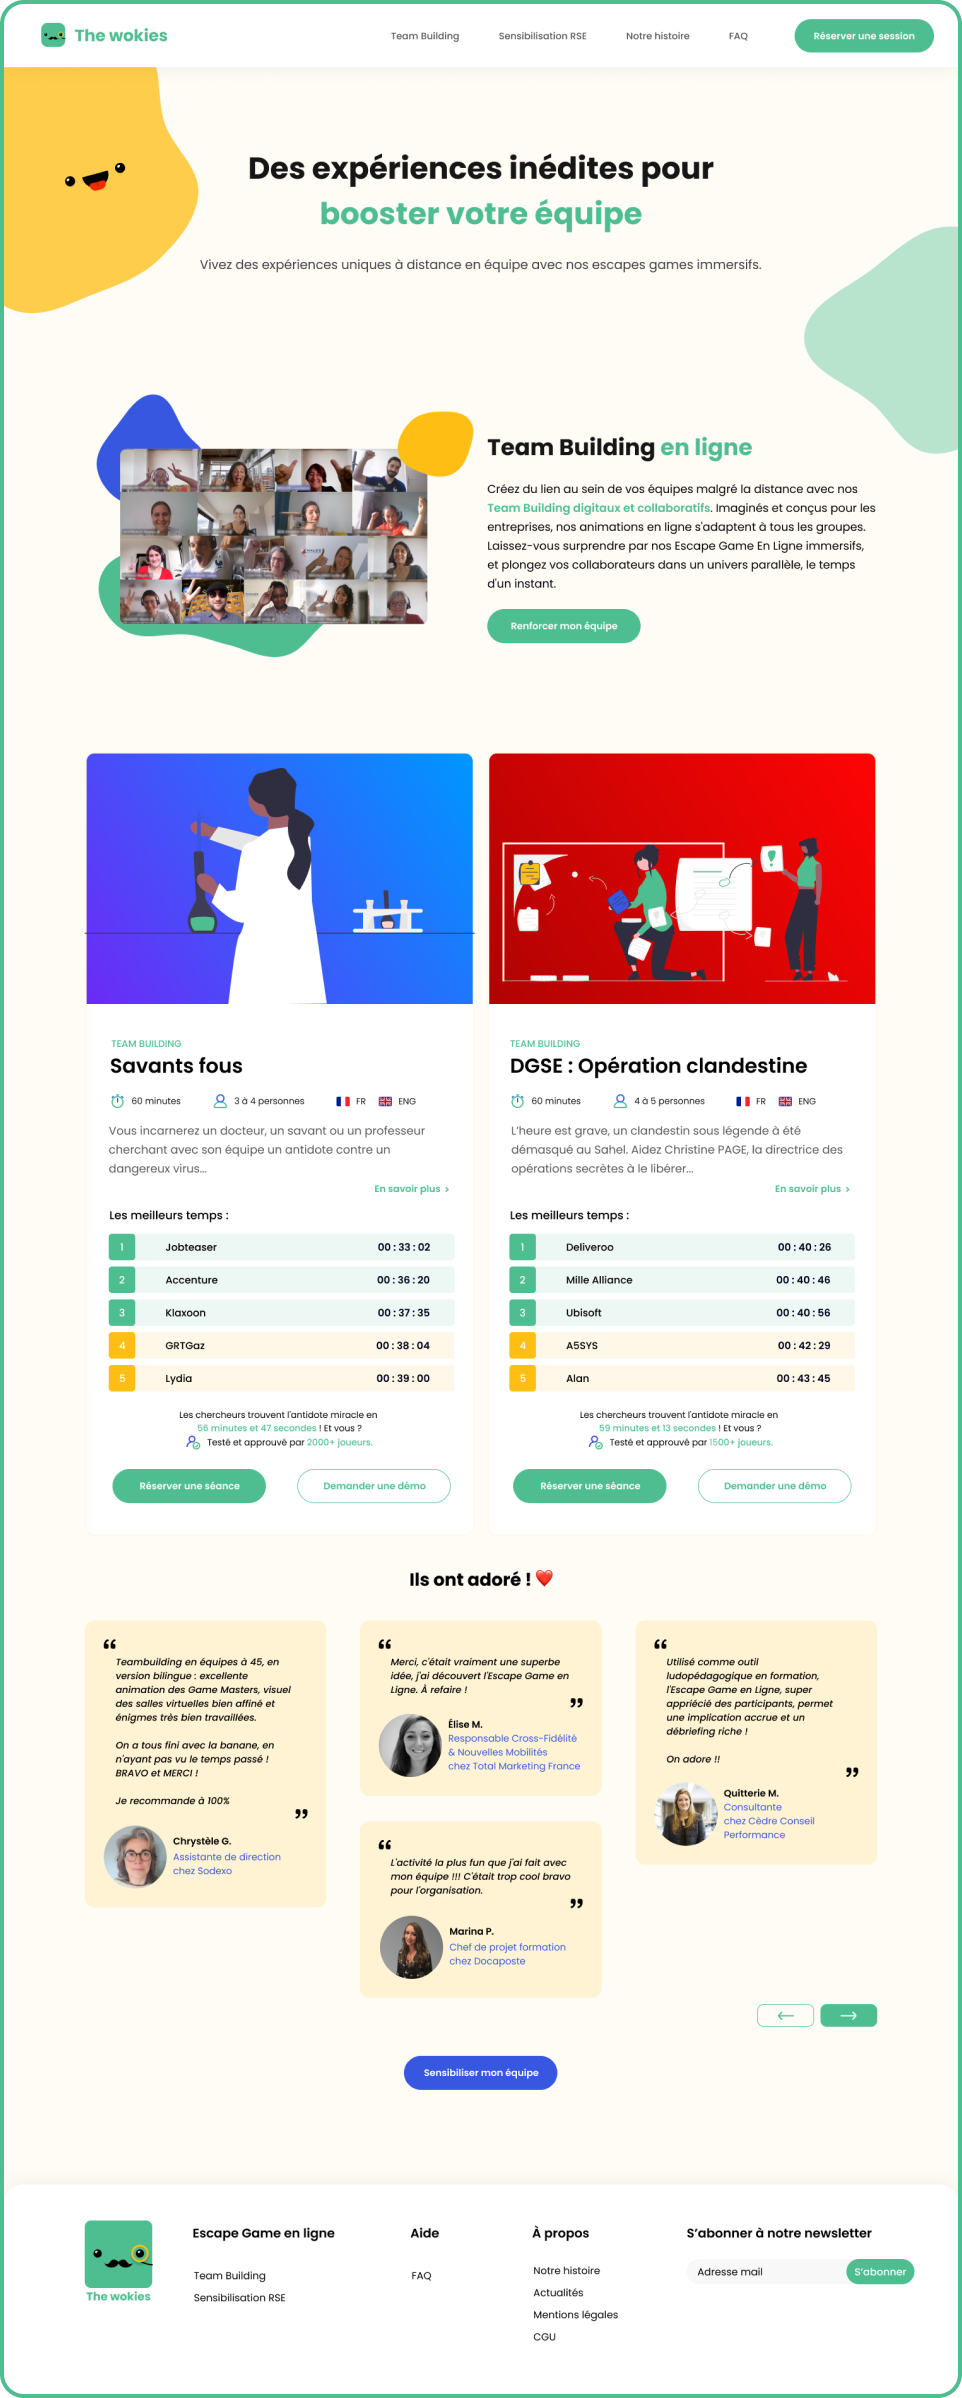 The wokies
Team Building
Sensibilisation RSE
Notre histoire
FAQ
Réserver une session
Des expériences inédites pour
booster votre équipe
Vivez des expériences uniques à distance en équipe avec nos escapes games immersifs.
Team Building en ligne
Créez du lien au sein de vos équipes malgré la distance avec nos
Team Building digitaux et collaboratifs. Imaginés et conçus pour les
entreprises, nos animations en ligne s'adaptent à tous les groupes.
Laissez-vous surprendre par nos Escape Game En Ligne immersifs,
et plongez vos collaborateurs dans un univers parallèle, le temps
d'un instant.
Renforcer mon équipe
TEAM BUILDING
Savants fous
60 minutes
3 à 4 personnes
FR
ENG
Vous incarnerez un docteur, un savant ou un professeur
cherchant avec son équipe un antidote contre un
dangereux virus...
En savoir plus >
Les meilleurs temps :
1 Jobteaser 00 : 33 : 02
2 Accenture 00 : 36 : 20
3 Klaxoon 00 : 37 : 35
4 GRTGaz 00 : 38 : 04
5 Lydia 00 : 39 : 00
Les chercheurs trouvent l'antidote miracle en
56 minutes et 47 secondes ! Et vous ?
Testé et approuvé par 2000+ joueurs.
Réserver une séance
Demander une démo
TEAM BUILDING
DGSE : Opération clandestine
60 minutes
4 à 5 personnes
FR
ENG
L'heure est grave, un clandestin sous légende à été
démasqué au Sahel. Aidez Christine PAGE, la directrice des
opérations secrètes à le libérer...
En savoir plus >
Les meilleurs temps :
1 Deliveroo 00 : 40 : 26
2 Mille Alliance 00 : 40 : 46
3 Ubisoft 00 : 40 : 56
4 A5SYS 00 : 42 : 29
5 Alan 00 : 43 : 45
Les chercheurs trouvent l'antidote miracle en
59 minutes et 13 secondes ! Et vous ?
Testé et approuvé par 1500+ joueurs.
Réserver une séance
Demander une démo
Ils ont adoré ! ❤️
“
Teambuilding en équipes à 45, en
version bilingue : excellente
animation des Game Masters, visuel
des salles virtuelles bien affiné et
énigmes très bien travaillées.
On a tous fini avec la banane, en
n'ayant pas vu le temps passé !
BRAVO et MERCI !
Je recommande à 100%
”
Chrystèle G.
Assistante de direction
chez Sodexo
“
Merci, c'était vraiment une superbe
idée, j'ai découvert l'Escape Game en
Ligne. À refaire !
”
Élise M.
Responsable Cross-Fidélité
& Nouvelles Mobilités
chez Total Marketing France
“
L'activité la plus fun que j'ai fait avec
mon équipe !!! C'était trop cool bravo
pour l'organisation.
”
Marina P.
Chef de projet formation
chez Docaposte
“
Utilisé comme outil
ludopédagogique en formation,
l'Escape Game en Ligne, super
apprécié des participants, permet
une implication accrue et un
débriefing riche !
On adore !!
”
Quitterie M.
Consultante
chez Cèdre Conseil
Performance
Sensibiliser mon équipe
The wokies
Escape Game en ligne
Team Building
Sensibilisation RSE
Aide
FAQ
À propos
Notre histoire
Actualités
Mentions légales
CGU
S'abonner à notre newsletter
Adresse mail
S'abonner